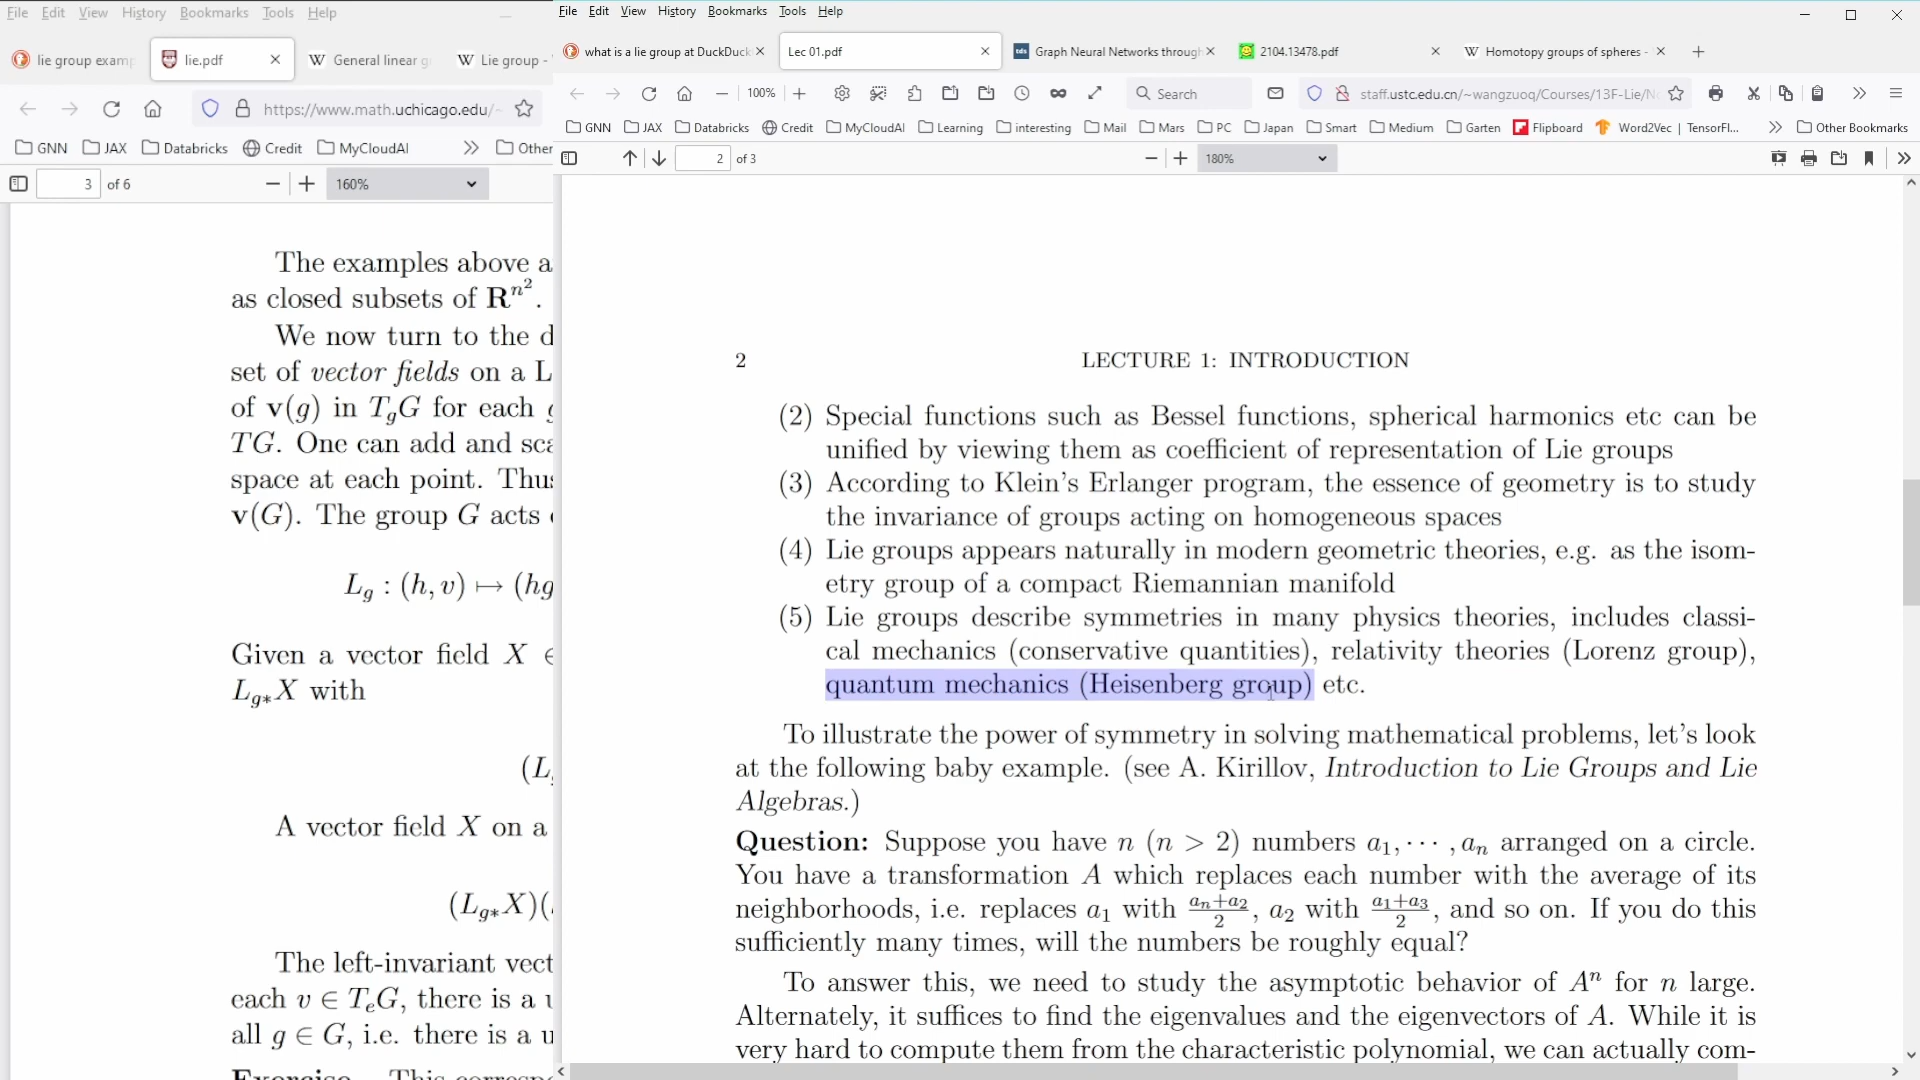 File Edit View History Bookmarks Tools Help
lie group examp
lie.pdf
General linear g
Lie group -
https://www.math.uchicago.edu/~
GNN JAX Databricks Credit MyCloudAI Other
3 of 6
160%
The examples above a
as closed subsets of R^{n^2}.
We now turn to the d
set of vector fields on a L
of v(g) in T_gG for each g
TG. One can add and sca
space at each point. Thus
v(G). The group G acts
L_g : (h, v) ↦ (hg
Given a vector field X ∈
L_{g*}X with
(L
A vector field X on a
(L_{g*}X)(
The left-invariant vect
each v ∈ T_eG, there is a u
all g ∈ G, i.e. there is a u
Exercise. This corresp
File Edit View History Bookmarks Tools Help
what is a lie group at DuckDuck
Lec 01.pdf
Graph Neural Networks throug
2104.13478.pdf
Homotopy groups of spheres -
100%
Search
staff.ustc.edu.cn/~wangzuoq/Courses/13F-Lie/N
GNN JAX Databricks Credit MyCloudAI Learning interesting Mail Mars PC Japan Smart Medium Garten Flipboard Word2Vec | TensorFl... Other Bookmarks
2 of 3
180%
2 LECTURE 1: INTRODUCTION
(2) Special functions such as Bessel functions, spherical harmonics etc can be
unified by viewing them as coefficient of representation of Lie groups
(3) According to Klein's Erlanger program, the essence of geometry is to study
the invariance of groups acting on homogeneous spaces
(4) Lie groups appears naturally in modern geometric theories, e.g. as the isom-
etry group of a compact Riemannian manifold
(5) Lie groups describe symmetries in many physics theories, includes classi-
cal mechanics (conservative quantities), relativity theories (Lorenz group),
quantum mechanics (Heisenberg group) etc.
To illustrate the power of symmetry in solving mathematical problems, let's look
at the following baby example. (see A. Kirillov, Introduction to Lie Groups and Lie
Algebras.)
Question: Suppose you have n (n > 2) numbers a_1, ⋯ , a_n arranged on a circle.
You have a transformation A which replaces each number with the average of its
neighborhoods, i.e. replaces a_1 with (a_n+a_2)/2, a_2 with (a_1+a_3)/2, and so on. If you do this
sufficiently many times, will the numbers be roughly equal?
To answer this, we need to study the asymptotic behavior of A^n for n large.
Alternately, it suffices to find the eigenvalues and the eigenvectors of A. While it is
very hard to compute them from the characteristic polynomial, we can actually com-